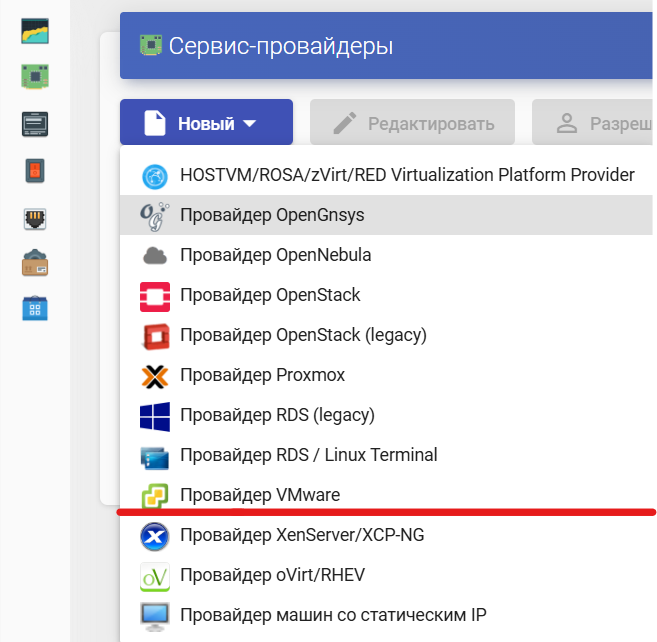 Сервис-провайдеры
Новый Редактировать Разреш
HOSTVM/ROSA/zVirt/RED Virtualization Platform Provider
Провайдер OpenGnsys
Провайдер OpenNebula
Провайдер OpenStack
Провайдер OpenStack (legacy)
Провайдер Proxmox
Провайдер RDS (legacy)
Провайдер RDS / Linux Terminal
Провайдер VMware
Провайдер XenServer/XCP-NG
Провайдер oVirt/RHEV
Провайдер машин со статическим IP